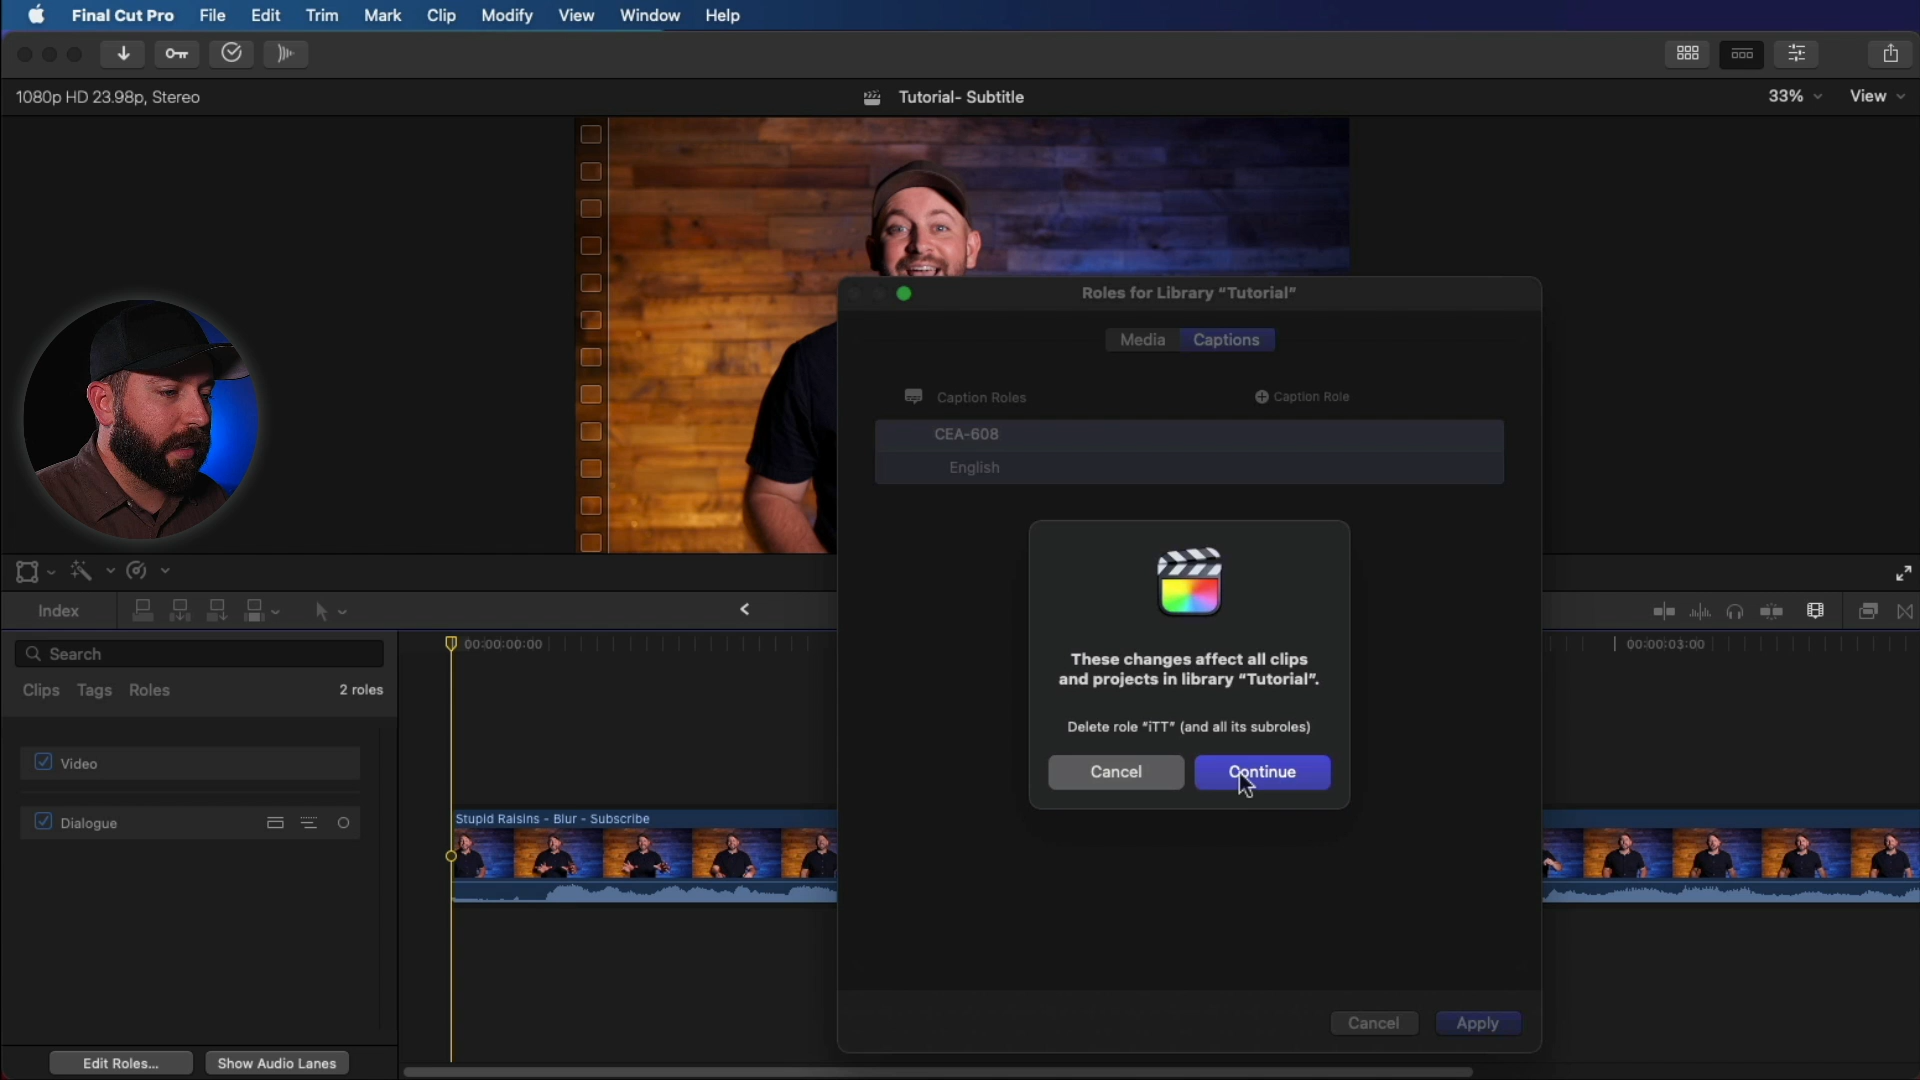 Final Cut Pro File Edit Trim Mark Clip Modify View Window Help
1080p HD 23.98p, Stereo
Tutorial- Subtitle
33% View
Roles for Library “Tutorial”
Media Captions
Caption Roles
Caption Role
CEA-608
English
These changes affect all clips
and projects in library “Tutorial”.
Delete role “iTT” (and all its subroles)
Cancel Continue
Cancel Apply
Index
Search
Clips Tags Roles 2 roles
Video
Dialogue
Edit Roles... Show Audio Lanes
00:00:00:00
00:00:03:00
Stupid Raisins - Blur - Subscribe